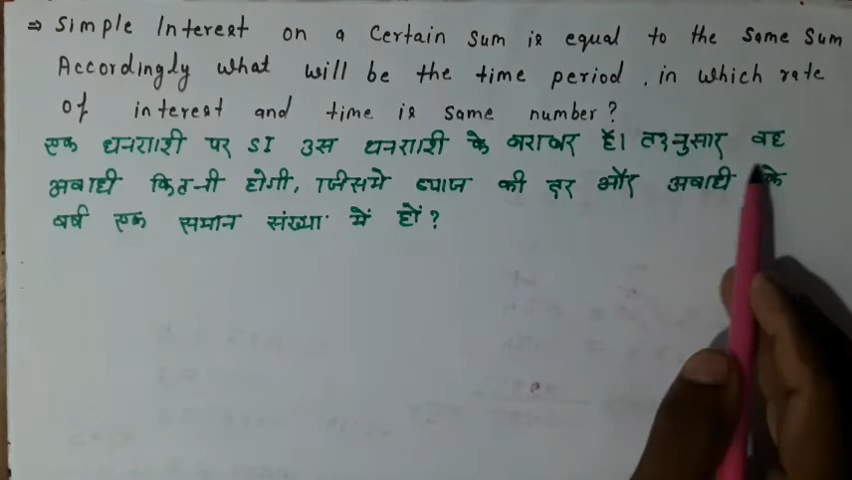 ⇒ Simple Interest on a Certain Sum is equal to the Same Sum
Accordingly what will be the time period . in which rate
of interest and time is same number?
एक धनराशी पर SI उस धनराशी के बराबर है। तदनुसार वह
अवाधी कितनी होगी, जिसमे ब्याज की दर और अवाधी के
वर्ष एक समान संख्या में हों?